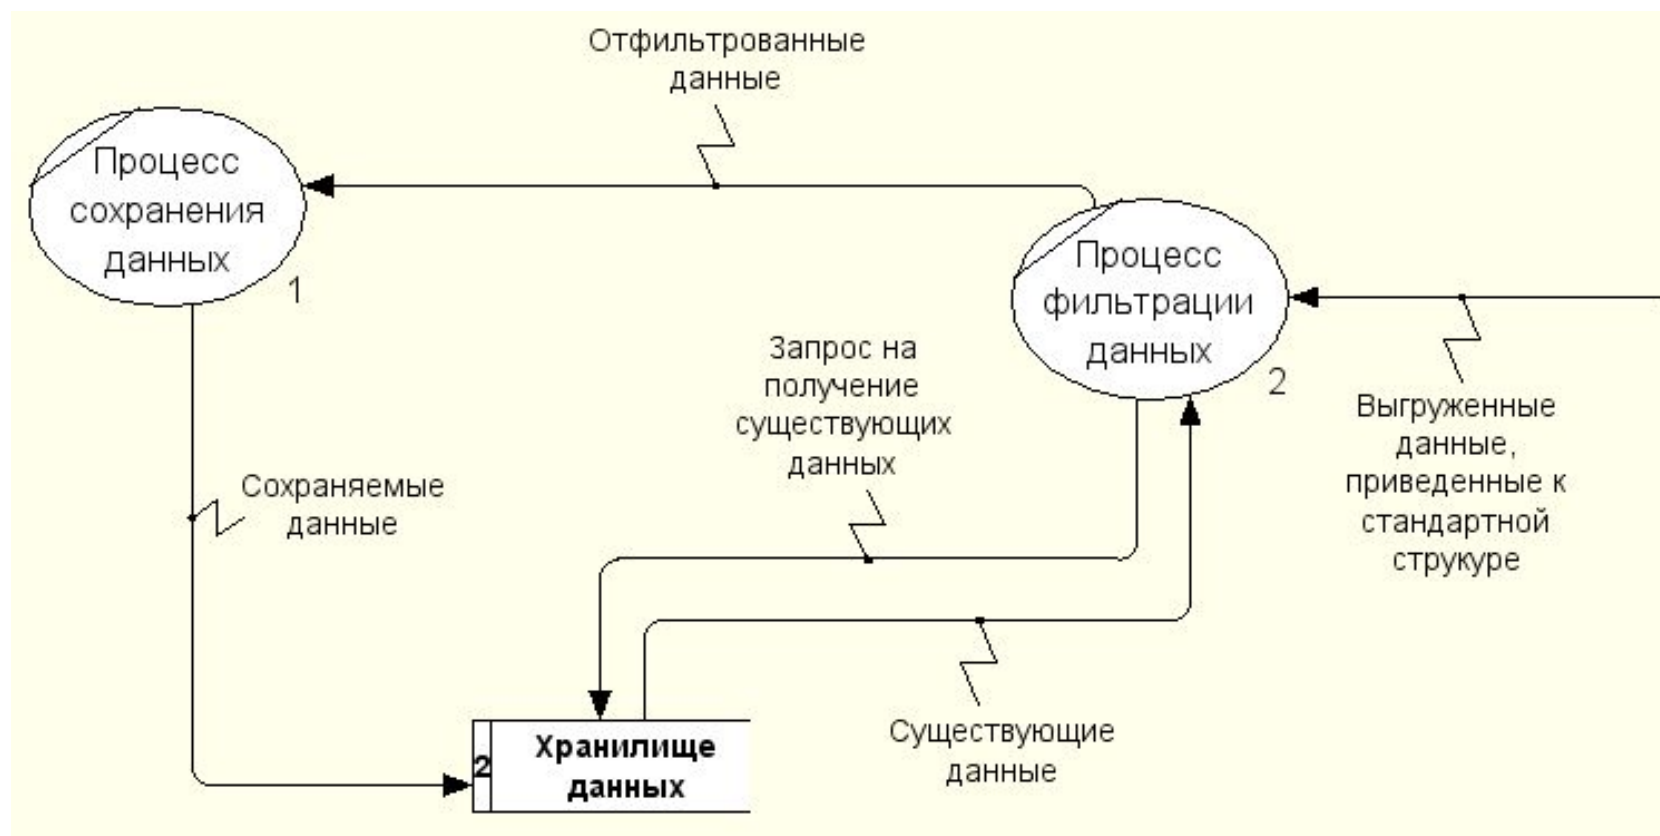 Отфильтрованные
данные
Процесс
сохранения
данных
1
Процесс
фильтрации
данных
2
Запрос на
получение
существующих
данных
Выгруженные
данные,
приведенные к
стандартной
струкуре
Сохраняемые
данные
Существующие
данные
2
Хранилище
данных